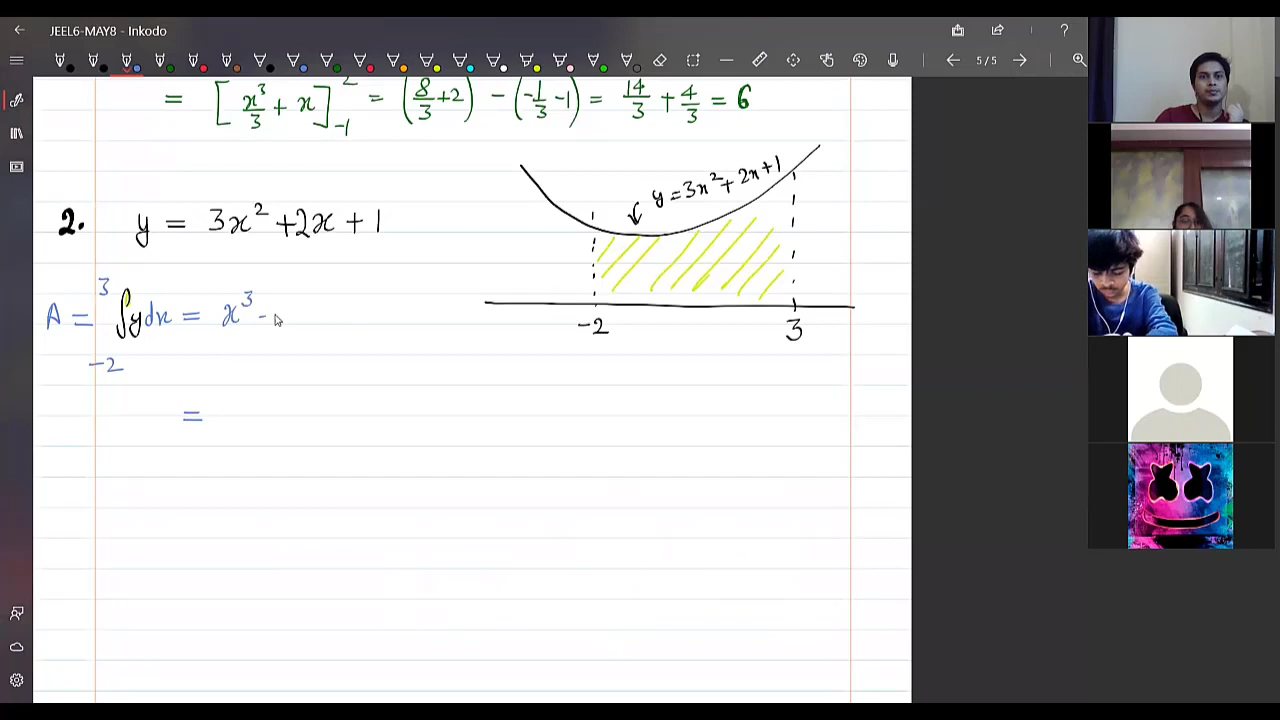 JEEL6-MAY8 - Inkodo
5/5
= [x³/3 + x]₋₁² = (8/3 + 2) - (-1/3 - 1) = 14/3 + 4/3 = 6
y = 3x² + 2x + 1
2. y = 3x² + 2x + 1
A = ∫₋₂³ y dx = x³ -
-2 3
=